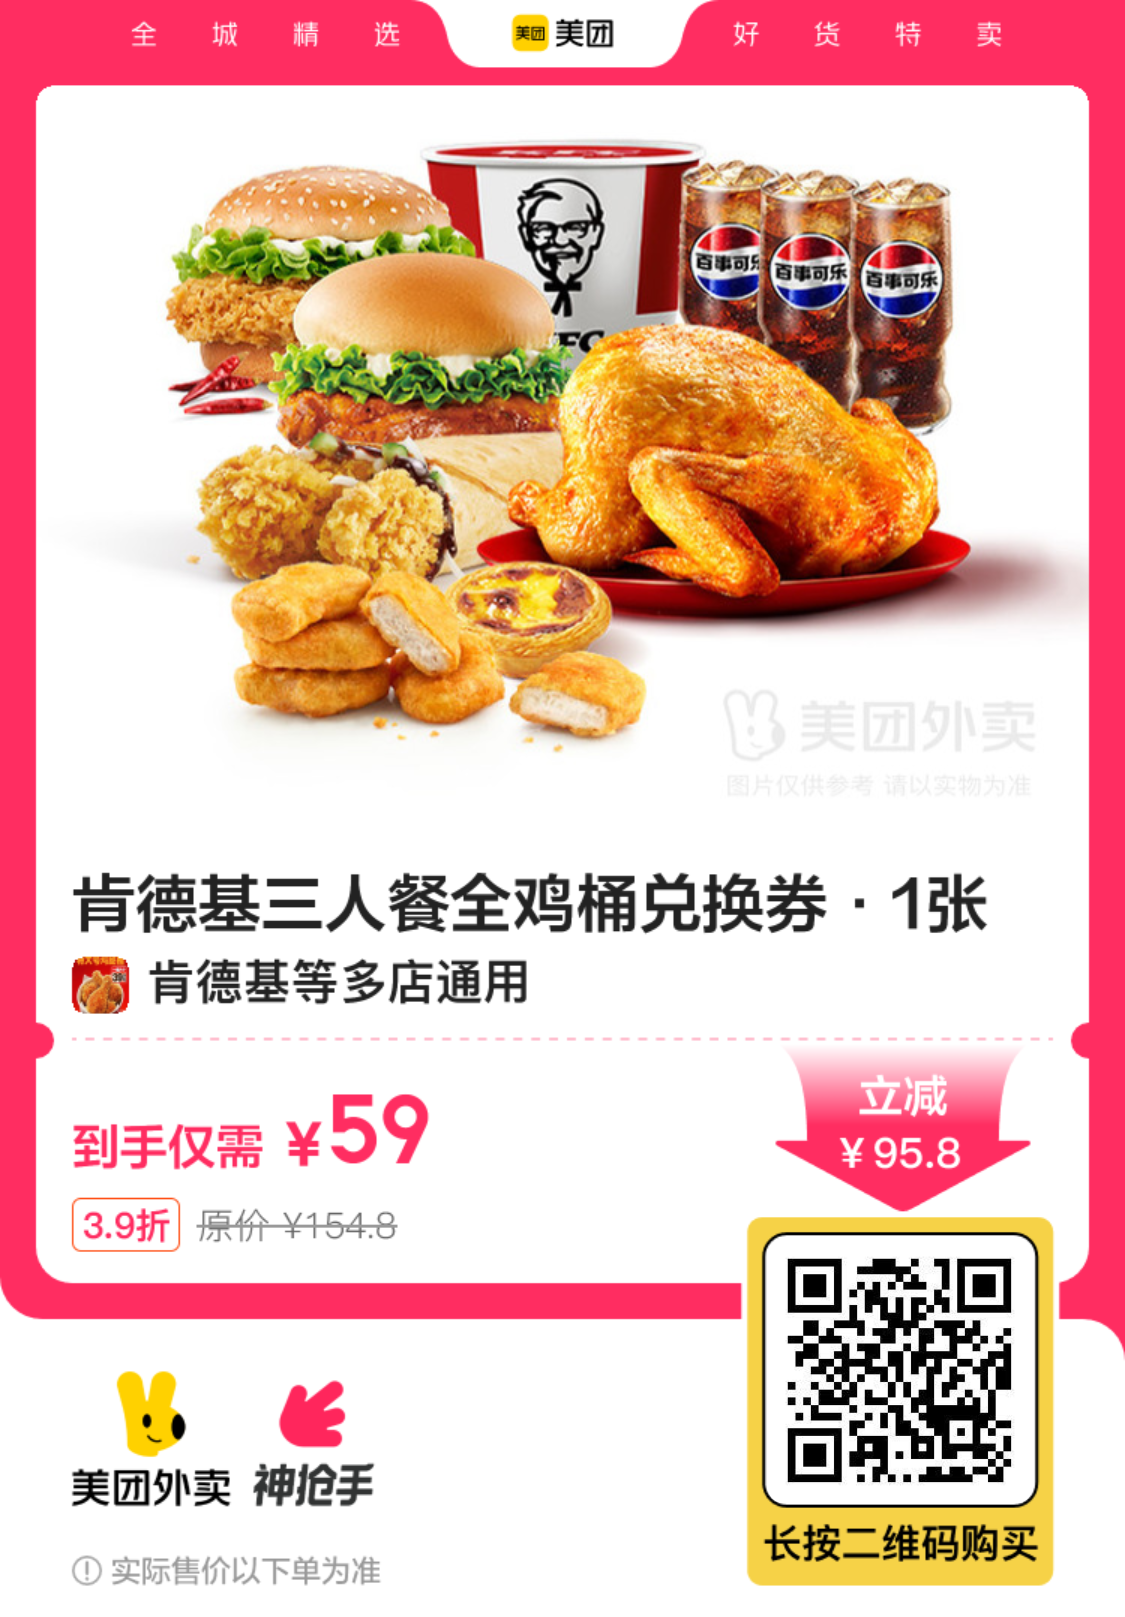 全城精选
美团 美团
好货特卖
KFC
百事可乐
百事可乐
百事可乐
美团外卖
图片仅供参考 请以实物为准
肯德基三人餐全鸡桶兑换券 · 1张
肯德基等多店通用
到手仅需 ¥59
立减
¥ 95.8
3.9折 原价 ¥154.8
美团外卖 神抢手
长按二维码购买
实际售价以下单为准